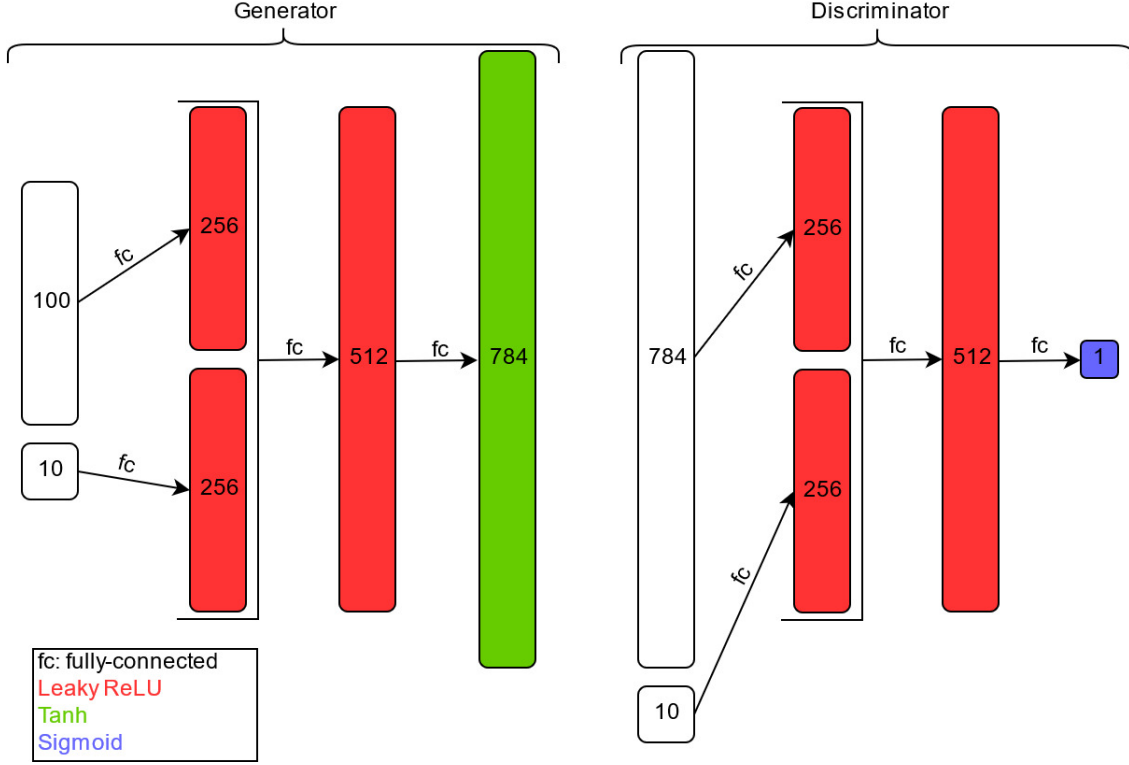 Generator
Discriminator
256
fc
100
fc
512
fc
784
10
fc
256
784
256
fc
fc
512
fc
1
256
fc
10
fc: fully-connected
Leaky ReLU
Tanh
Sigmoid